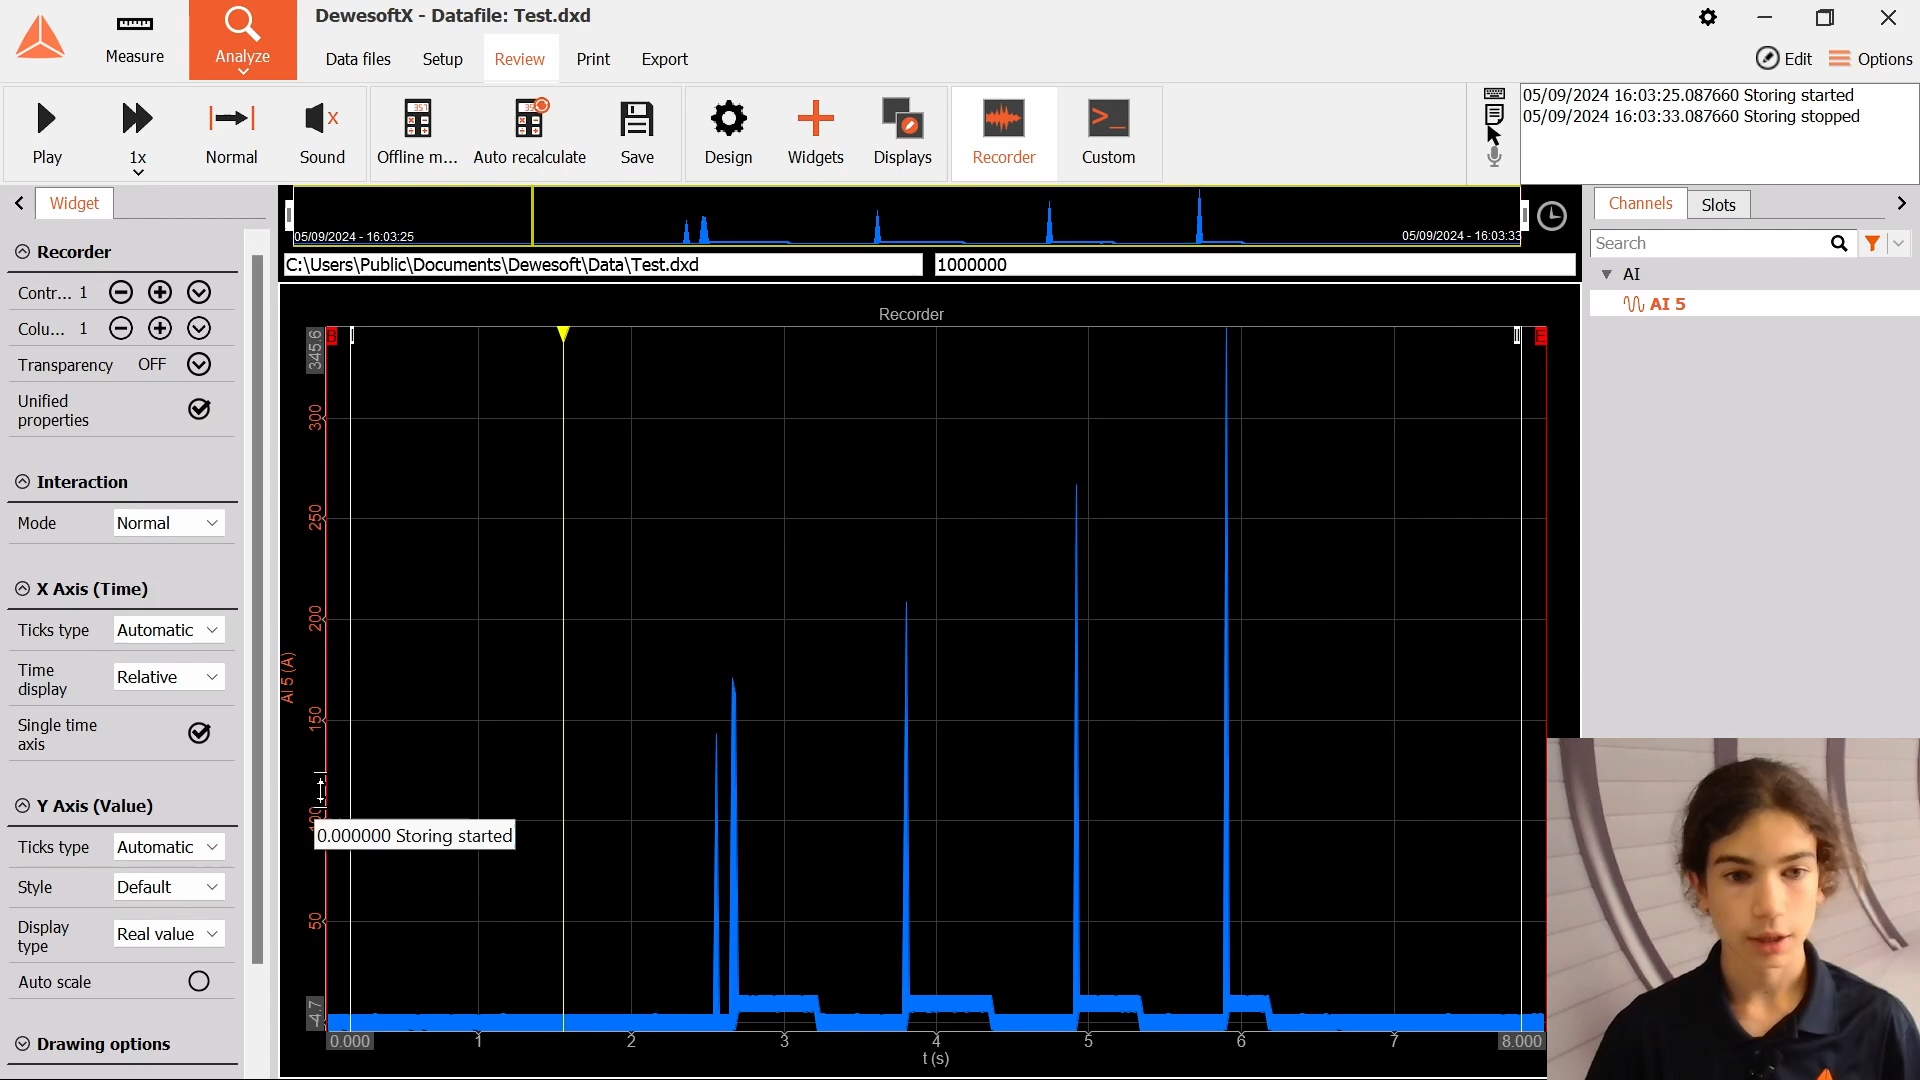 DewesoftX - Datafile: Test.dxd
Measure
Analyze
Data files
Setup
Review
Print
Export
Edit
Options
Play
1x
Normal
Sound
Offline m...
Auto recalculate
Save
Design
Widgets
Displays
Recorder
Custom
05/09/2024 16:03:25.087660 Storing started
05/09/2024 16:03:33.087660 Storing stopped
Widget
Recorder
Contr... 1
Colu... 1
Transparency OFF
Unified
properties
Interaction
Mode Normal
X Axis (Time)
Ticks type Automatic
Time
display
Relative
Single time
axis
Y Axis (Value)
Ticks type Automatic
Style Default
Display
type
Real value
Auto scale
Drawing options
05/09/2024 - 16:03:25
05/09/2024 - 16:03:33
C:\Users\Public\Documents\Dewesoft\Data\Test.dxd
1000000
Recorder
345.6
300
250
200
150
100
50
-4.7
AI 5 (A)
0.000000 Storing started
0.000 1 2 3 4 5 6 7 8.000
t (s)
Channels
Slots
Search
AI
AI 5